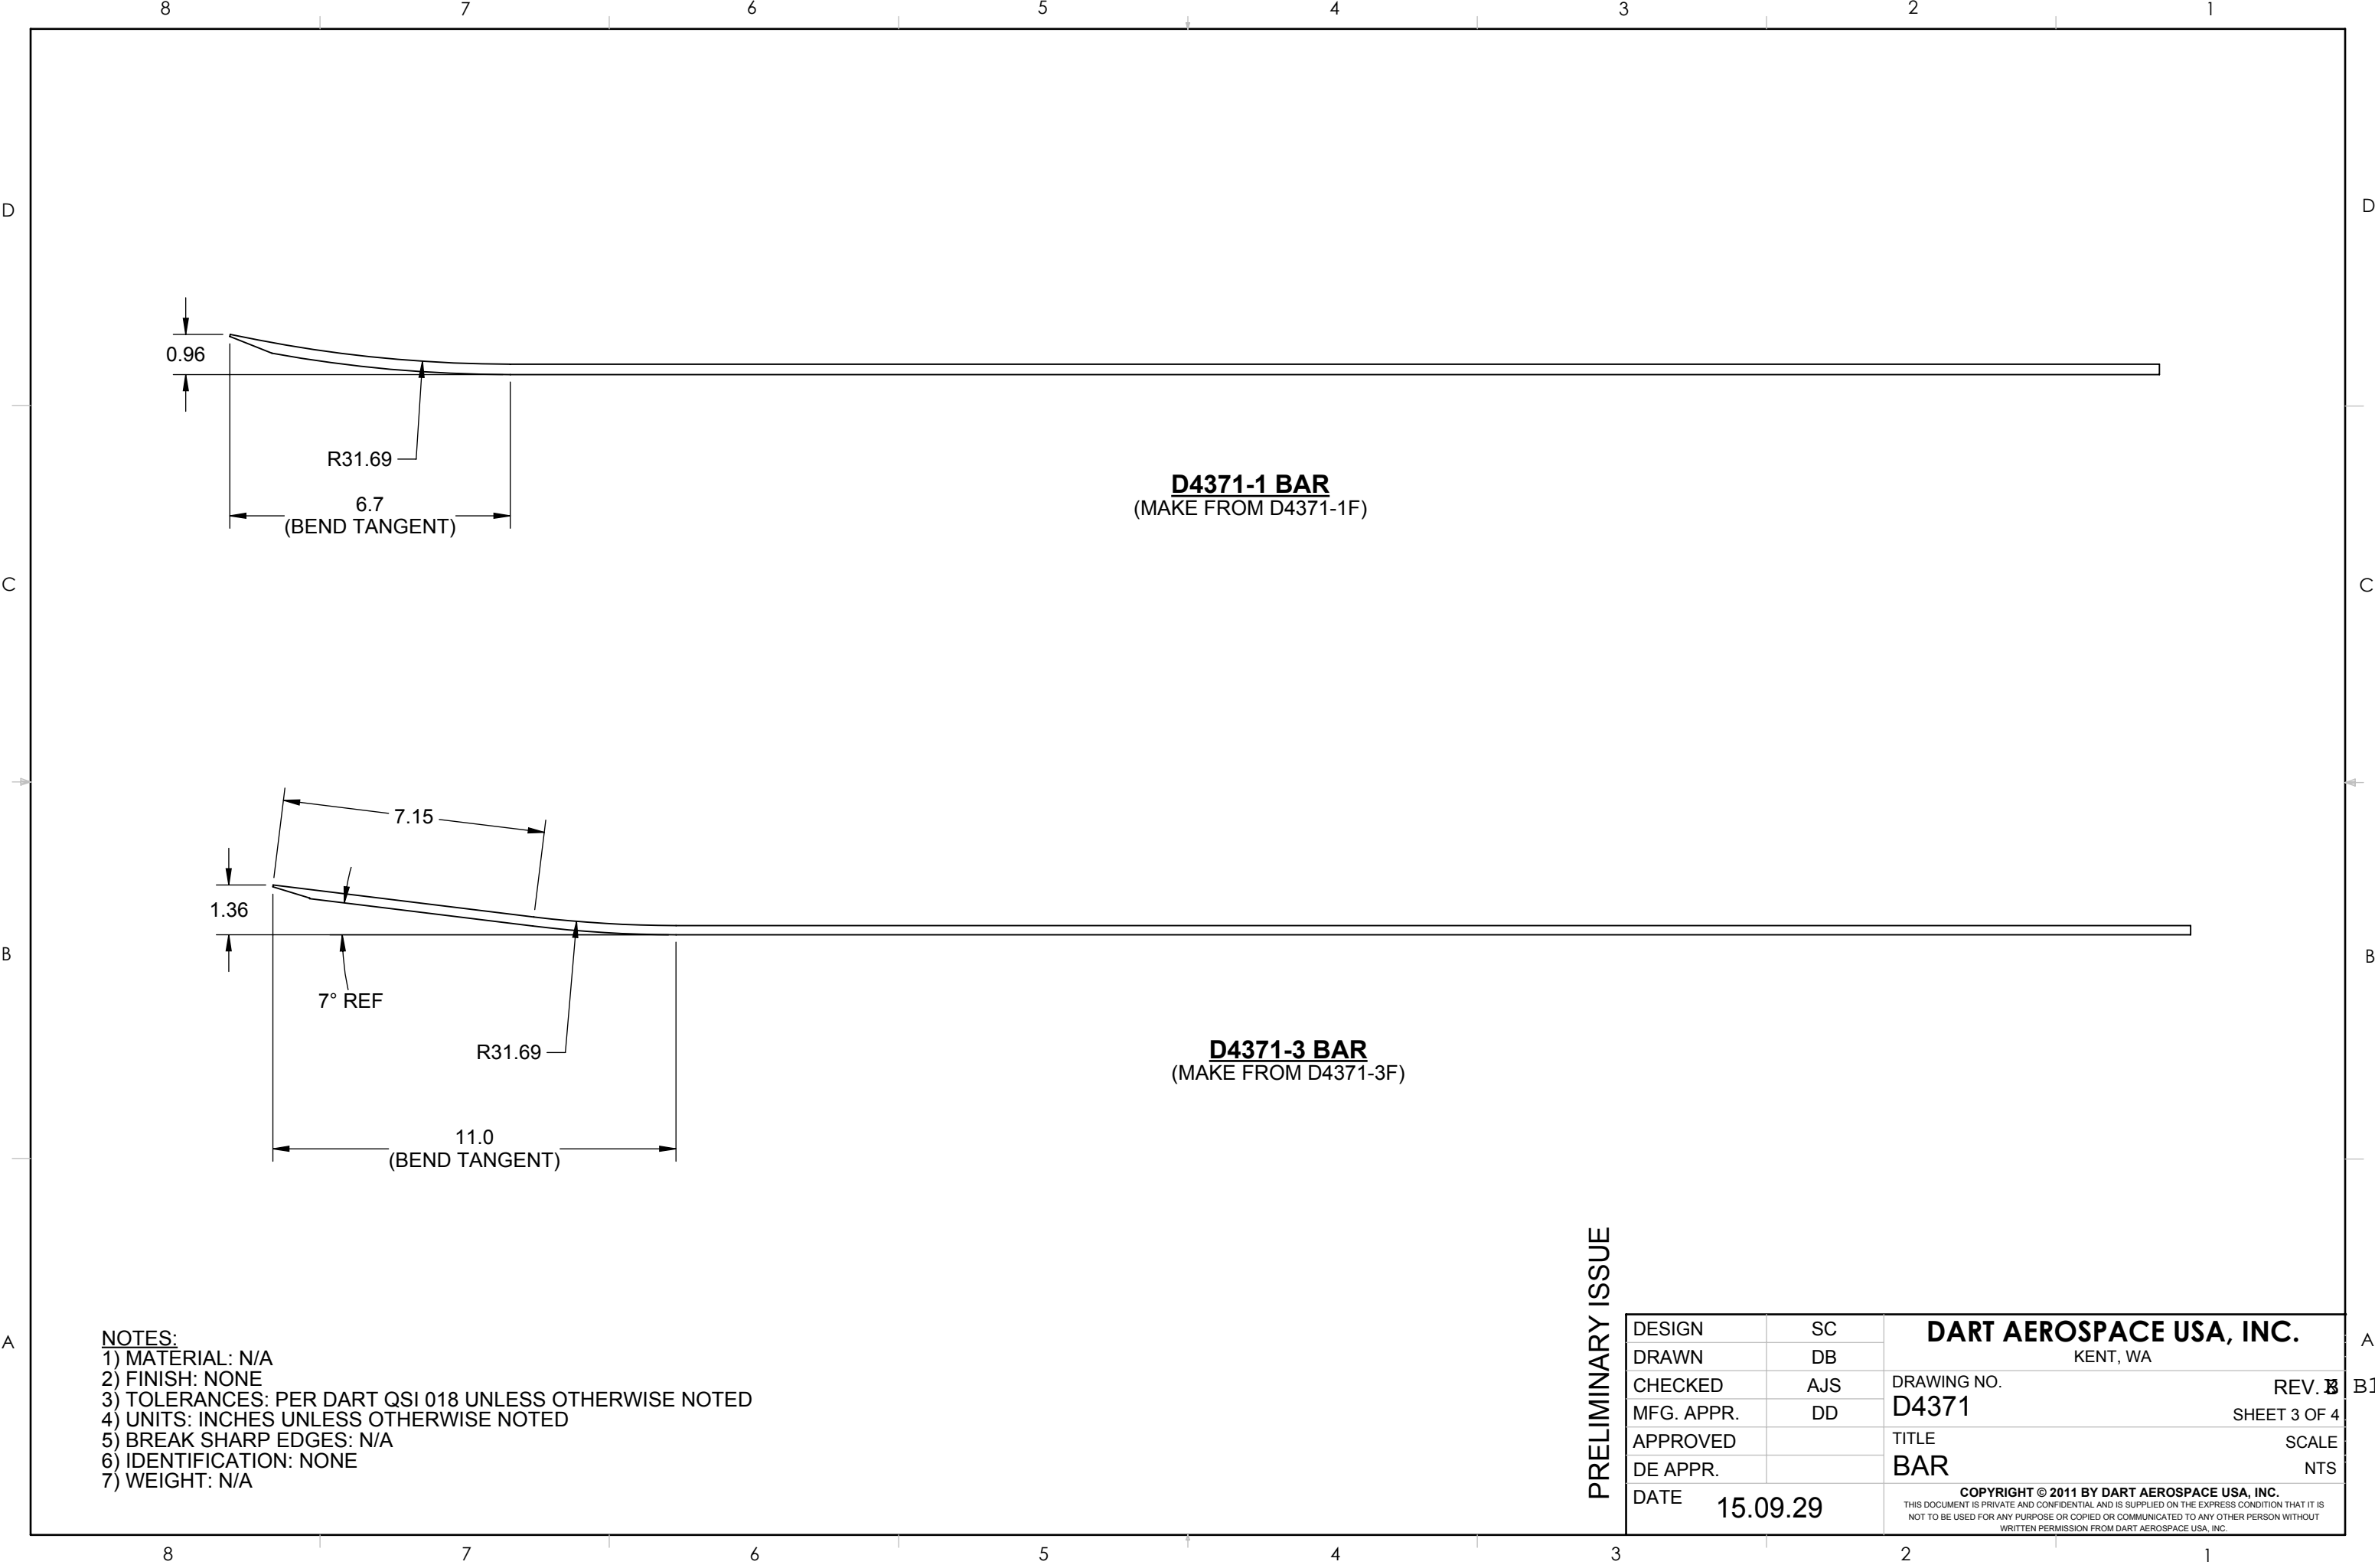 8 7 6 5 4 3 2 1
D D
0.96
R31.69
6.7
(BEND TANGENT)
D4371-1 BAR
(MAKE FROM D4371-1F)
C C
7.15
1.36
7° REF
R31.69
B B
D4371-3 BAR
(MAKE FROM D4371-3F)
11.0
(BEND TANGENT)
PRELIMINARY ISSUE
A A
NOTES:
1) MATERIAL: N/A
2) FINISH: NONE
3) TOLERANCES: PER DART QSI 018 UNLESS OTHERWISE NOTED
4) UNITS: INCHES UNLESS OTHERWISE NOTED
5) BREAK SHARP EDGES: N/A
6) IDENTIFICATION: NONE
7) WEIGHT: N/A
DESIGN SC
DRAWN DB
CHECKED AJS
MFG. APPR. DD
APPROVED
DE APPR.
DATE 15.09.29
DART AEROSPACE USA, INC.
KENT, WA
DRAWING NO. REV. B1
D4371 SHEET 3 OF 4
TITLE SCALE
BAR NTS
COPYRIGHT © 2011 BY DART AEROSPACE USA, INC.
THIS DOCUMENT IS PRIVATE AND CONFIDENTIAL AND IS SUPPLIED ON THE EXPRESS CONDITION THAT IT IS
NOT TO BE USED FOR ANY PURPOSE OR COPIED OR COMMUNICATED TO ANY OTHER PERSON WITHOUT
WRITTEN PERMISSION FROM DART AEROSPACE USA, INC.
8 7 6 5 4 3 2 1